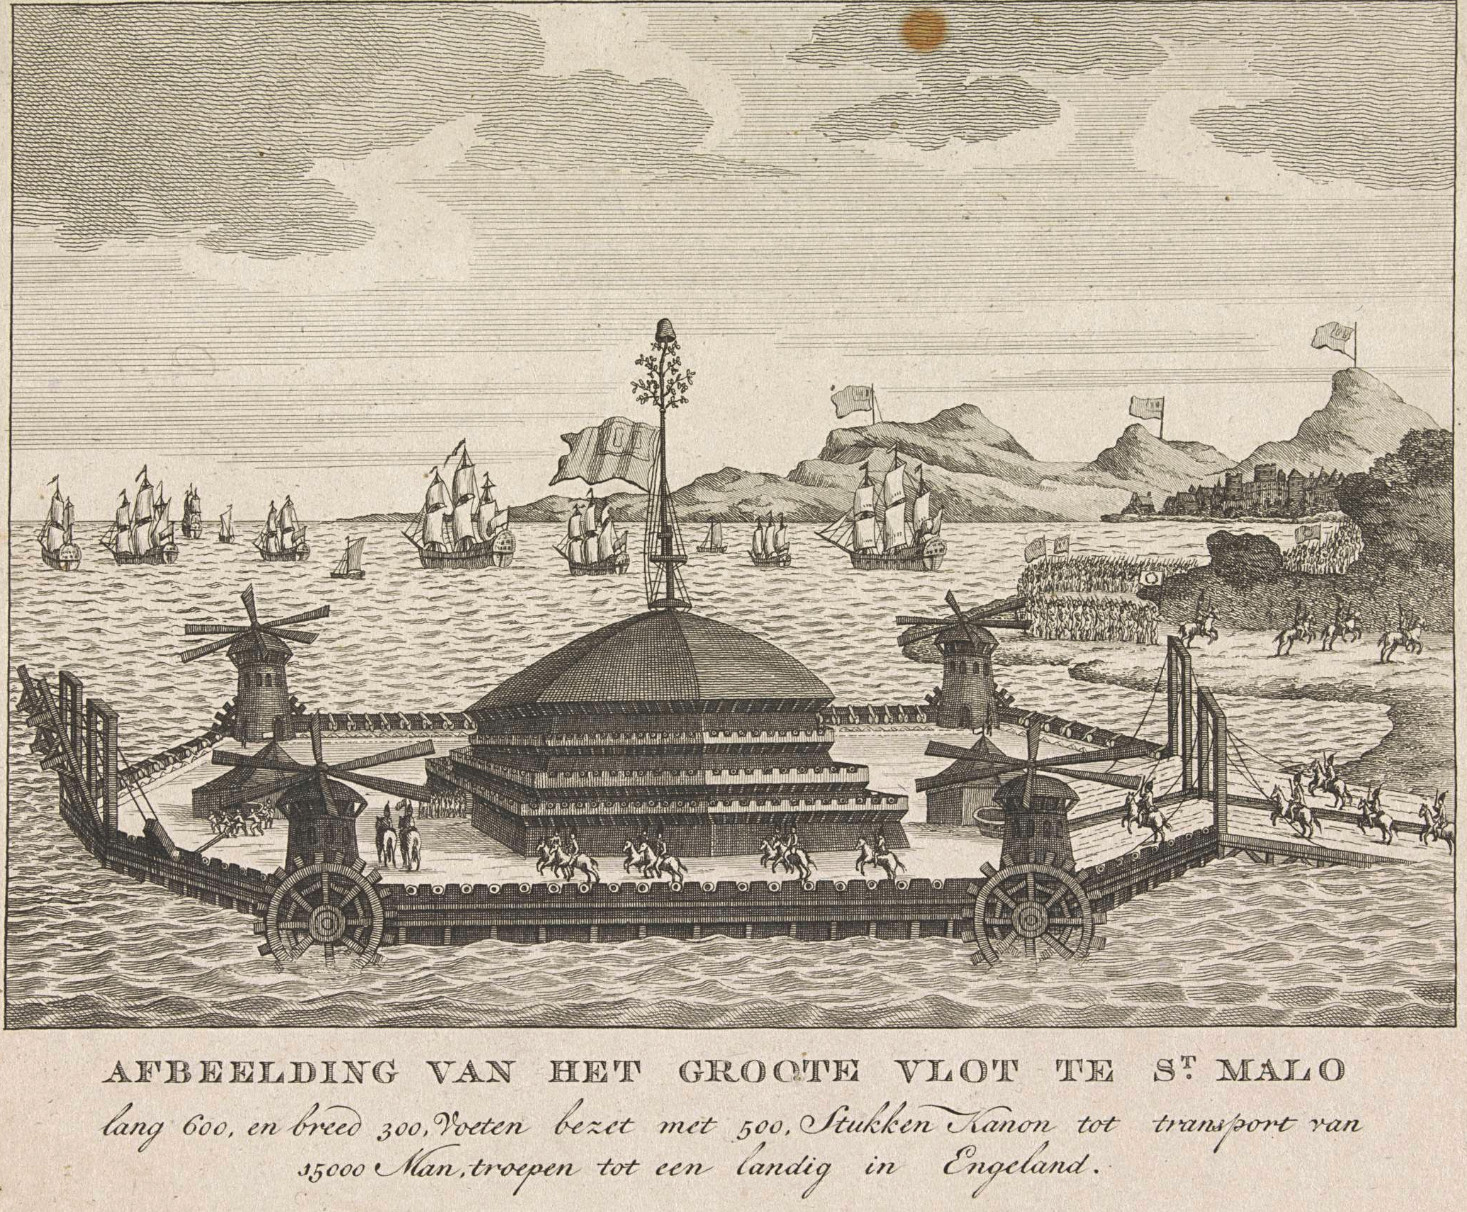 AFBEELDING VAN HET GROOTE VLOT TE ST. MALO
lang 600, en breed 300, Voeten bezet met 500, Stukken Kanon tot transport van
15000 Man, troepen tot een landig in Engeland.